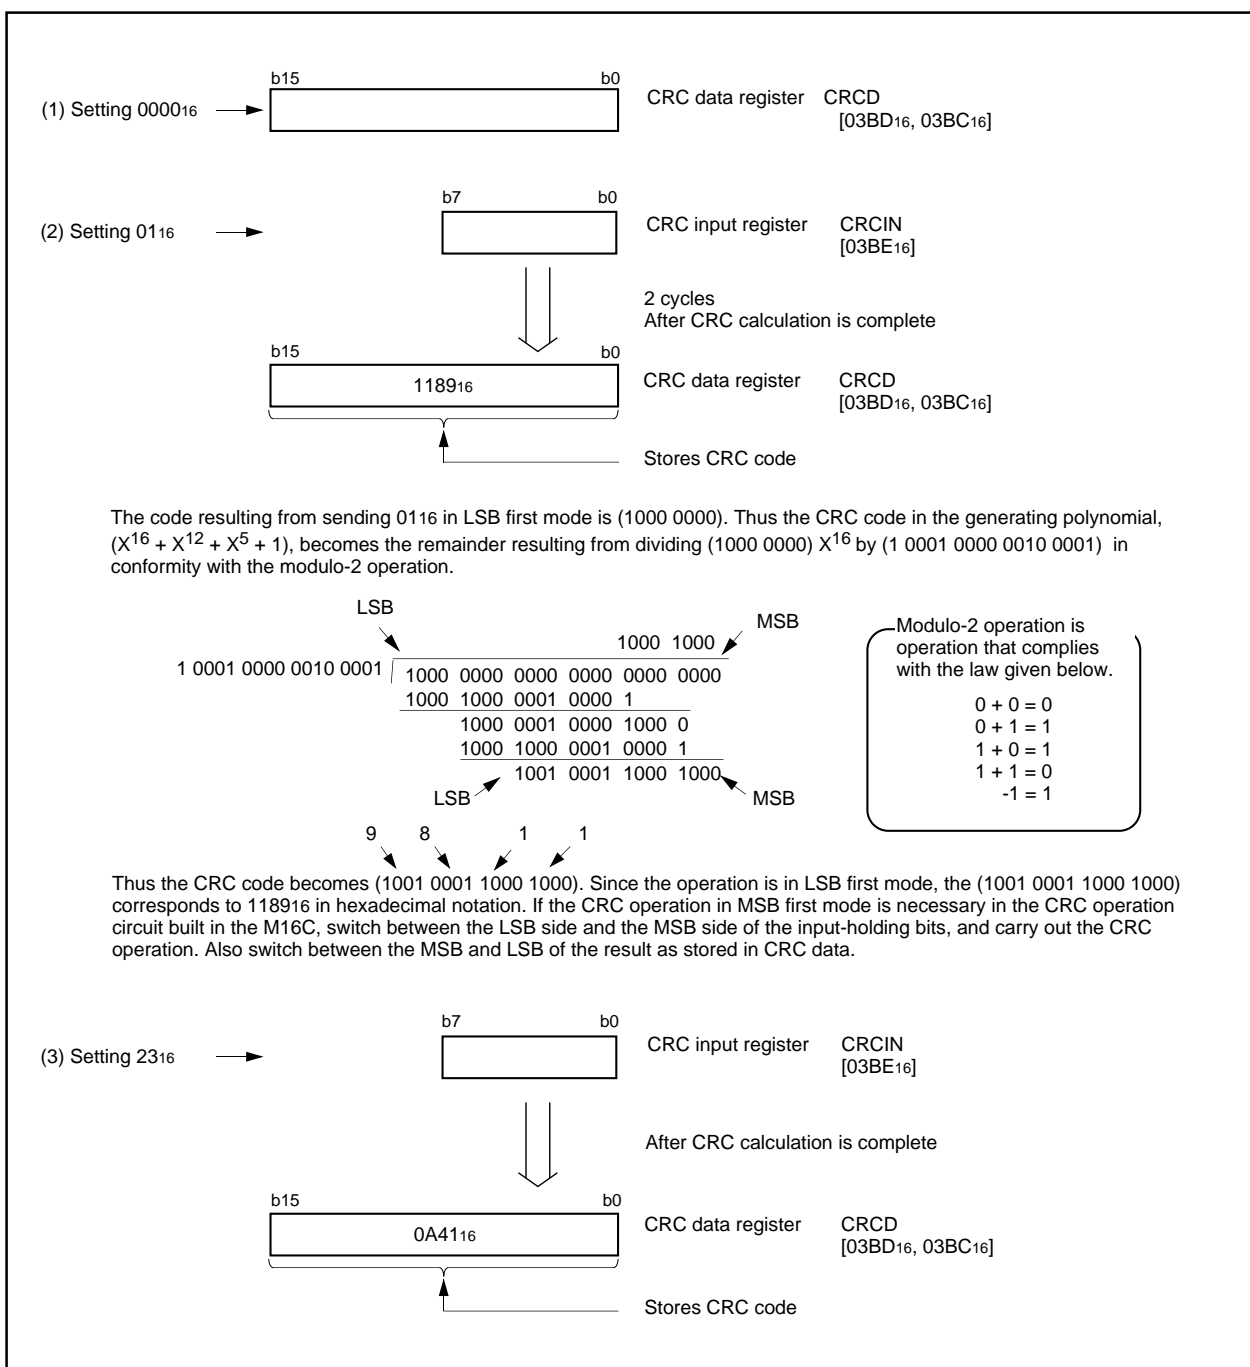 b15 b0
(1) Setting 0000₁₆ CRC data register CRCD
[03BD₁₆, 03BC₁₆]
b7 b0
(2) Setting 01₁₆ CRC input register CRCIN
[03BE₁₆]
2 cycles
After CRC calculation is complete
b15 b0
1189₁₆ CRC data register CRCD
[03BD₁₆, 03BC₁₆]
Stores CRC code
The code resulting from sending 01₁₆ in LSB first mode is (1000 0000). Thus the CRC code in the generating polynomial,
(X¹⁶ + X¹² + X⁵ + 1), becomes the remainder resulting from dividing (1000 0000) X¹⁶ by (1 0001 0000 0010 0001) in
conformity with the modulo-2 operation.
LSB MSB
1000 1000
1 0001 0000 0010 0001 1000 0000 0000 0000 0000 0000
1000 1000 0001 0000 1
1000 0001 0000 1000 0
1000 1000 0001 0000 1
1001 0001 1000 1000
LSB MSB
Modulo-2 operation is
operation that complies
with the law given below.
0 + 0 = 0
0 + 1 = 1
1 + 0 = 1
1 + 1 = 0
-1 = 1
9 8 1 1
Thus the CRC code becomes (1001 0001 1000 1000). Since the operation is in LSB first mode, the (1001 0001 1000 1000)
corresponds to 1189₁₆ in hexadecimal notation. If the CRC operation in MSB first mode is necessary in the CRC operation
circuit built in the M16C, switch between the LSB side and the MSB side of the input-holding bits, and carry out the CRC
operation. Also switch between the MSB and LSB of the result as stored in CRC data.
b7 b0
(3) Setting 23₁₆ CRC input register CRCIN
[03BE₁₆]
After CRC calculation is complete
b15 b0
0A41₁₆ CRC data register CRCD
[03BD₁₆, 03BC₁₆]
Stores CRC code